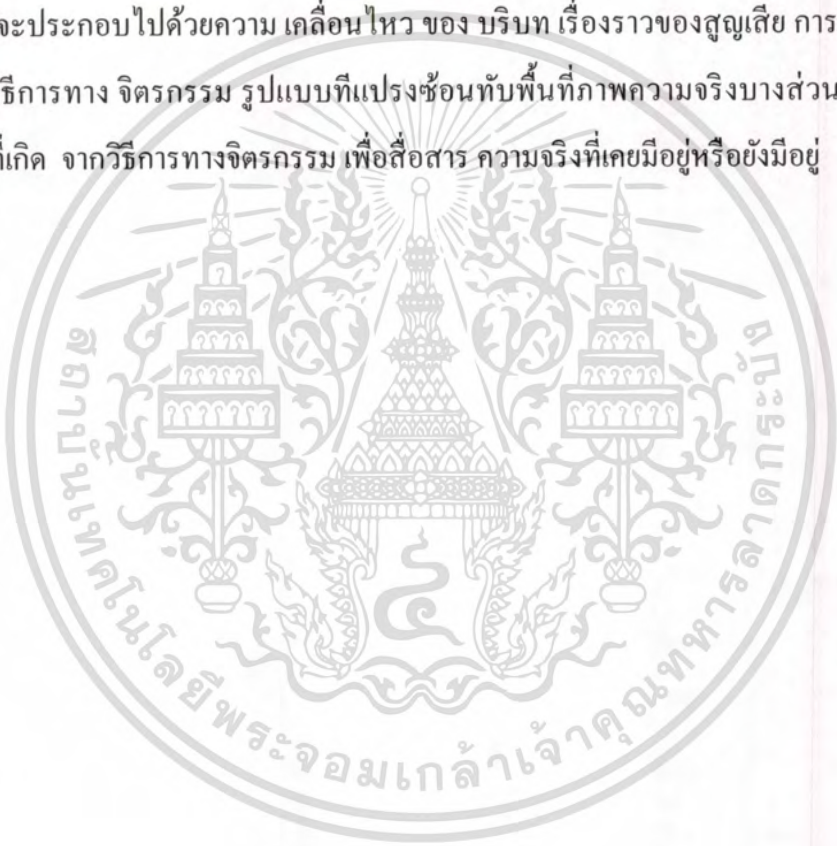 จะประกอบไปด้วยความ เคลื่อนไหว ของ บริบท เรื่องราวของสูญเสีย การ
ธีการทาง จิตรกรรม รูปแบบทีแปรงซ้อนทับพื้นที่ภาพความจริงบางส่วน
ที่เกิด จากวิธีการทางจิตรกรรม เพื่อสื่อสาร ความจริงที่เคยมีอยู่หรือยังมีอยู่
สถาบันเทคโนโลยีพระจอมเกล้าเจ้าคุณทหารลาดกระบัง
๔